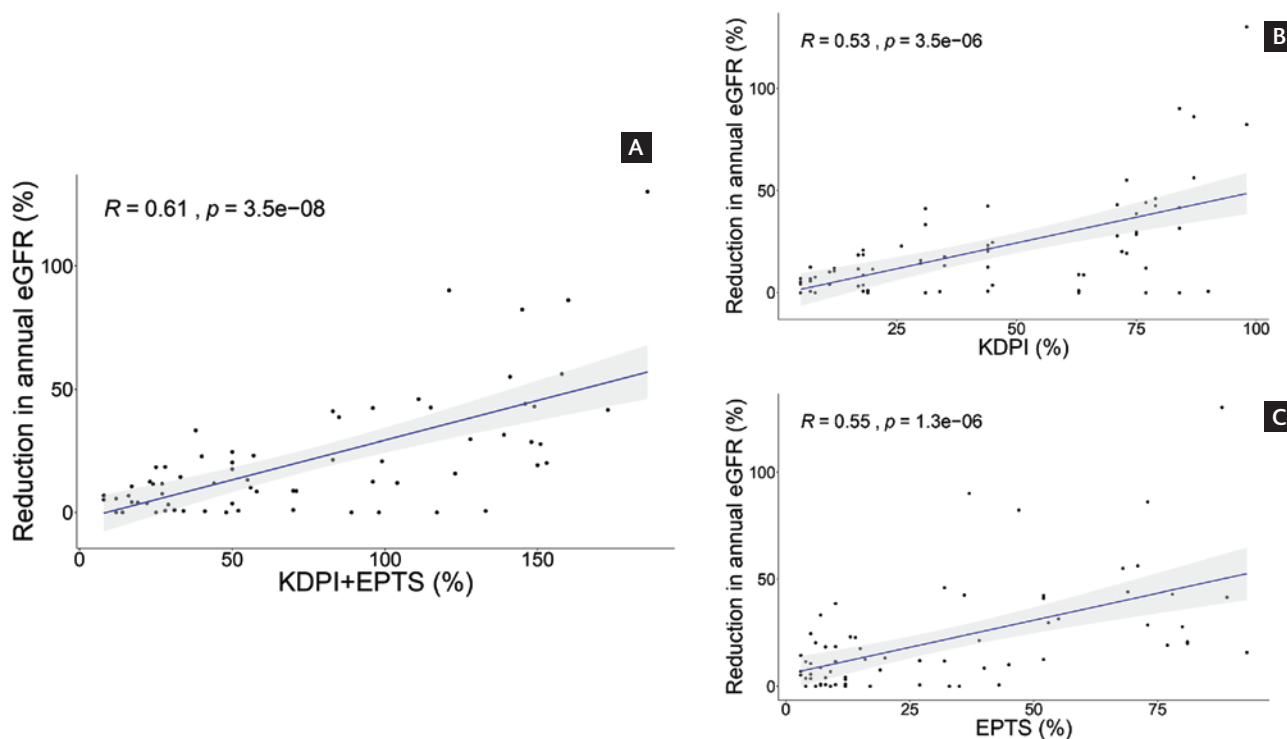 A
Reduction in annual eGFR (%)
R = 0.61 , p = 3.5e−08
100
50
0
0 50 100 150
KDPI+EPTS (%)
B
Reduction in annual eGFR (%)
R = 0.53 , p = 3.5e−06
100
50
0
25 50 75 100
KDPI (%)
C
Reduction in annual eGFR (%)
R = 0.55 , p = 1.3e−06
100
50
0
0 25 50 75
EPTS (%)